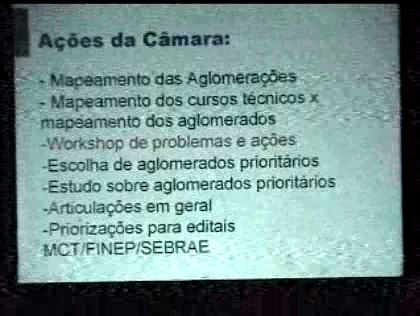 Ações da Câmara:
- Mapeamento das Aglomerações
- Mapeamento dos cursos técnicos x
mapeamento dos aglomerados
-Workshop de problemas e ações
-Escolha de aglomerados prioritários
-Estudo sobre aglomerados prioritários
-Articulações em geral
-Priorizações para editais
MCT/FINEP/SEBRAE